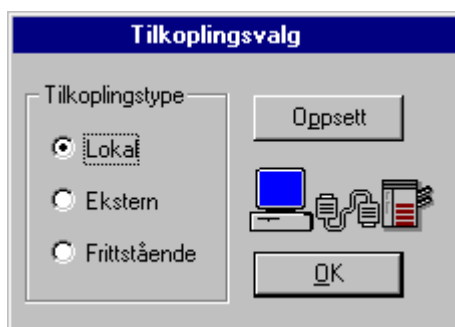 Tilkoplingsvalg
Tilkoplingstype
Lokal
Ekstern
Frittstående
Oppsett
OK